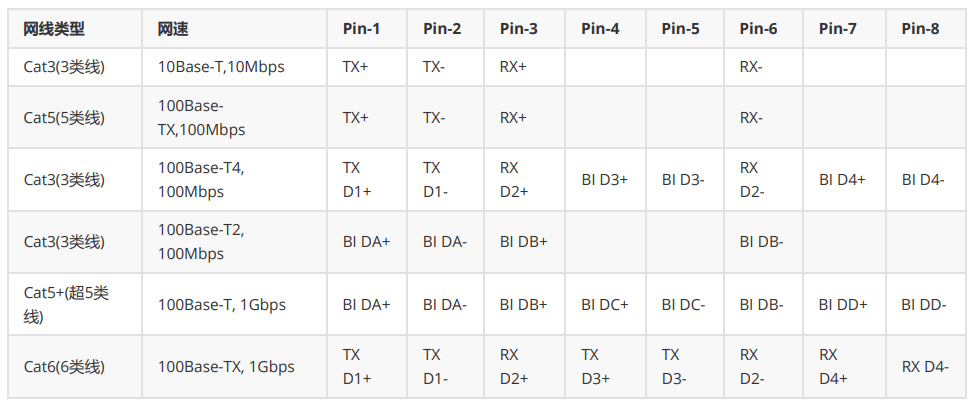 网线类型 网速 Pin-1 Pin-2 Pin-3 Pin-4 Pin-5 Pin-6 Pin-7 Pin-8
Cat3(3类线) 10Base-T,10Mbps TX+ TX- RX+ RX-
Cat5(5类线) 100Base-TX,100Mbps TX+ TX- RX+ RX-
Cat3(3类线) 100Base-T4, 100Mbps TX D1+ TX D1- RX D2+ BI D3+ BI D3- RX D2- BI D4+ BI D4-
Cat3(3类线) 100Base-T2, 100Mbps BI DA+ BI DA- BI DB+ BI DB-
Cat5+(超5类线) 100Base-T, 1Gbps BI DA+ BI DA- BI DB+ BI DC+ BI DC- BI DB- BI DD+ BI DD-
Cat6(6类线) 100Base-TX, 1Gbps TX D1+ TX D1- RX D2+ TX D3+ TX D3- RX D2- RX D4+ RX D4-